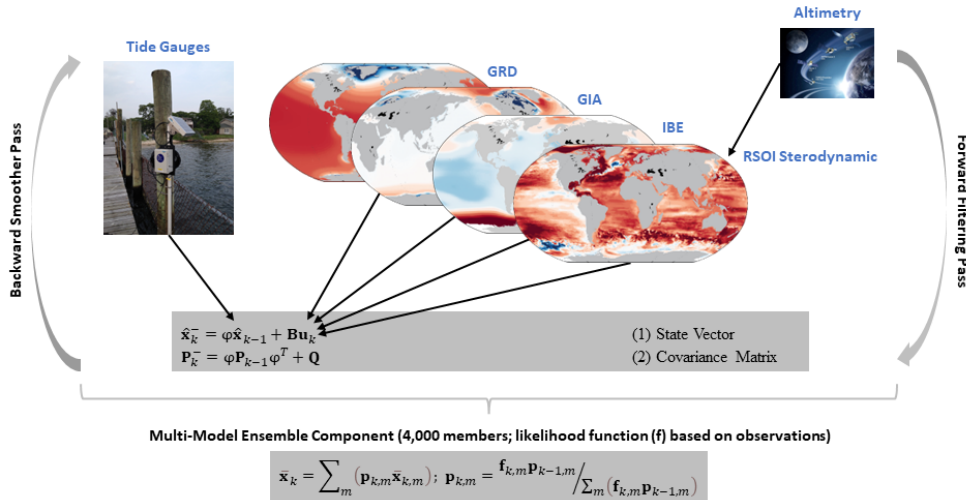 Altimetry
Tide Gauges
GRD
GIA
IBE
RSOI Sterodynamic
Backward Smoother Pass
Forward Filtering Pass
x̂ₖ⁻ = φx̂ₖ₋₁ + Buₖ (1) State Vector
Pₖ⁻ = φPₖ₋₁φᵀ + Q (2) Covariance Matrix
Multi-Model Ensemble Component (4,000 members; likelihood function (f) based on observations)
x̄ₖ = ∑ₘ(pₖ,ₘx̄ₖ,ₘ); pₖ,ₘ = fₖ,ₘpₖ₋₁,ₘ/∑ₘ(fₖ,ₘpₖ₋₁,ₘ)